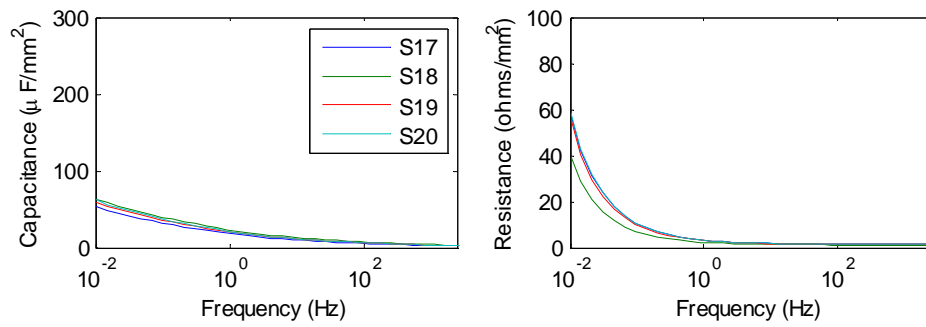 300
200
100
0
Capacitance (μ F/mm²)
S17
S18
S19
S20
10⁻²
10⁰
10²
Frequency (Hz)
100
80
60
40
20
0
Resistance (ohms/mm²)
10⁻²
10⁰
10²
Frequency (Hz)